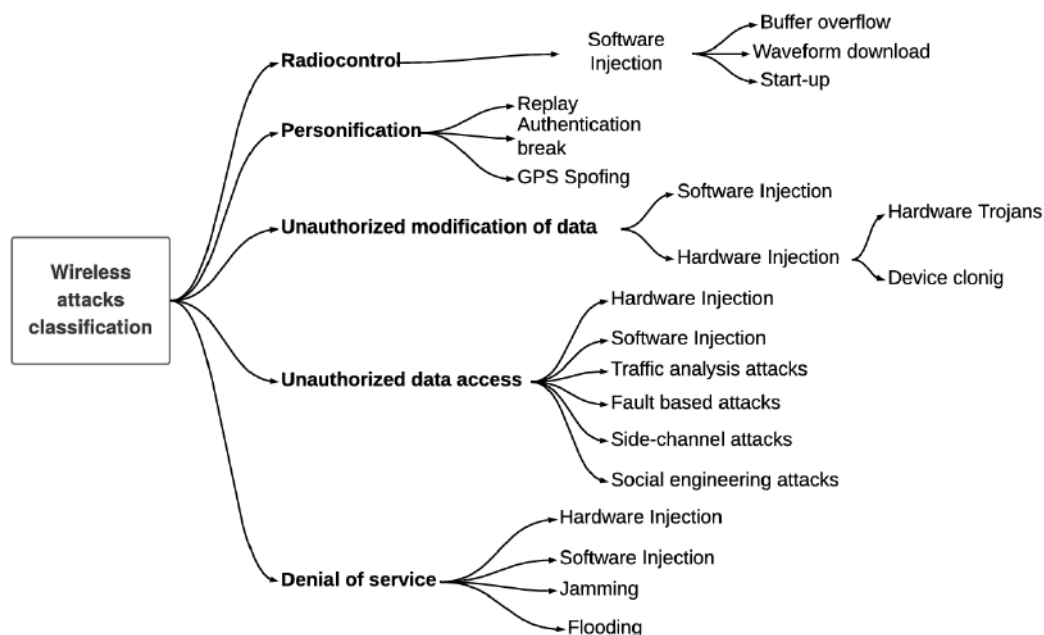 Wireless
attacks
classification
Radiocontrol
Software
Injection
Buffer overflow
Waveform download
Start-up
Personification
Replay
Authentication
break
GPS Spofing
Unauthorized modification of data
Software Injection
Hardware Injection
Hardware Trojans
Device clonig
Unauthorized data access
Hardware Injection
Software Injection
Traffic analysis attacks
Fault based attacks
Side-channel attacks
Social engineering attacks
Denial of service
Hardware Injection
Software Injection
Jamming
Flooding